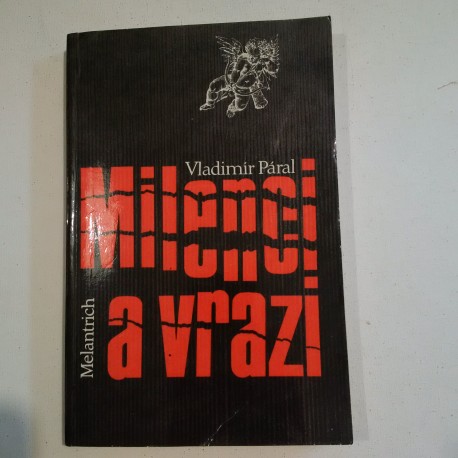 Vladimír Páral
Milenci
a vrazi
Melantrich